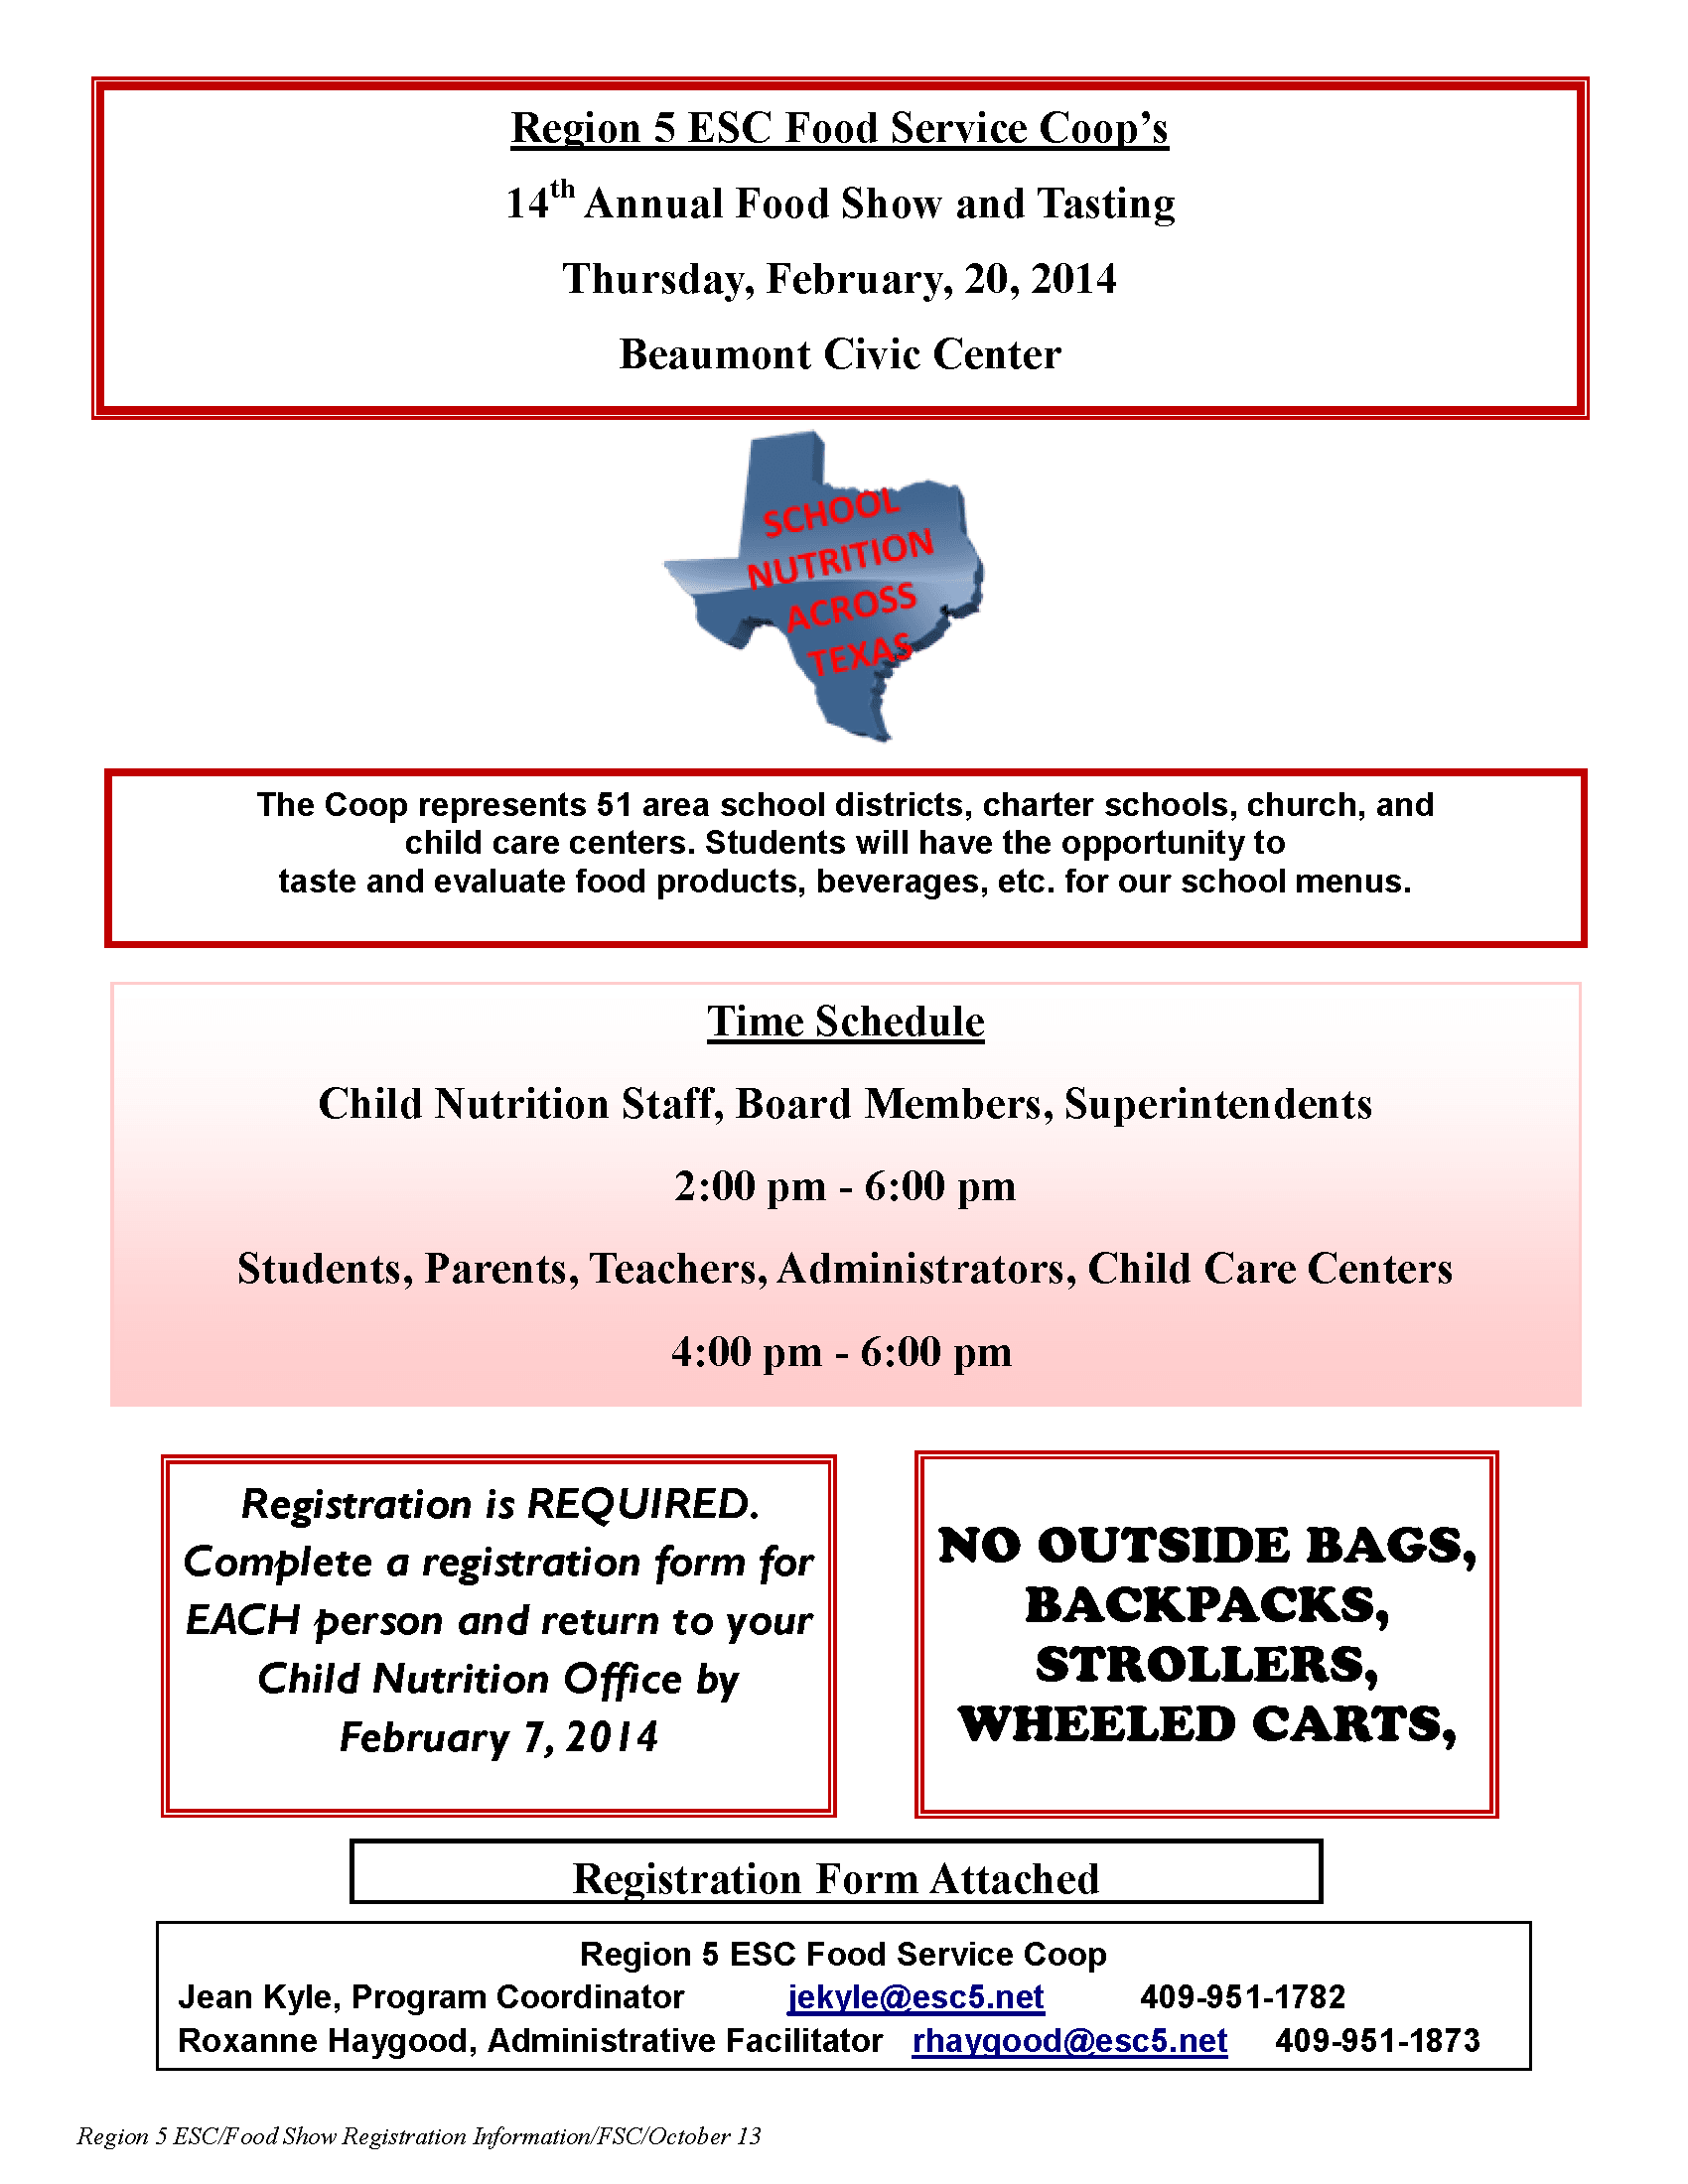 Region 5 ESC Food Service Coop’s
14th Annual Food Show and Tasting
Thursday, February, 20, 2014
Beaumont Civic Center
SCHOOL
NUTRITION
ACROSS
TEXAS
The Coop represents 51 area school districts, charter schools, church, and
child care centers. Students will have the opportunity to
taste and evaluate food products, beverages, etc. for our school menus.
Time Schedule
Child Nutrition Staff, Board Members, Superintendents
2:00 pm - 6:00 pm
Students, Parents, Teachers, Administrators, Child Care Centers
4:00 pm - 6:00 pm
Registration is REQUIRED.
Complete a registration form for
EACH person and return to your
Child Nutrition Office by
February 7, 2014
NO OUTSIDE BAGS,
BACKPACKS,
STROLLERS,
WHEELED CARTS,
Registration Form Attached
Region 5 ESC Food Service Coop
Jean Kyle, Program Coordinator jekyle@esc5.net 409-951-1782
Roxanne Haygood, Administrative Facilitator rhaygood@esc5.net 409-951-1873
Region 5 ESC/Food Show Registration Information/FSC/October 13